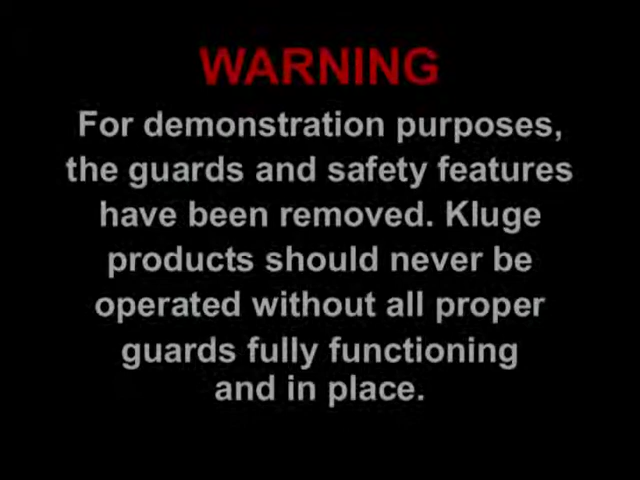 WARNING
For demonstration purposes,
the guards and safety features
have been removed. Kluge
products should never be
operated without all proper
guards fully functioning
and in place.